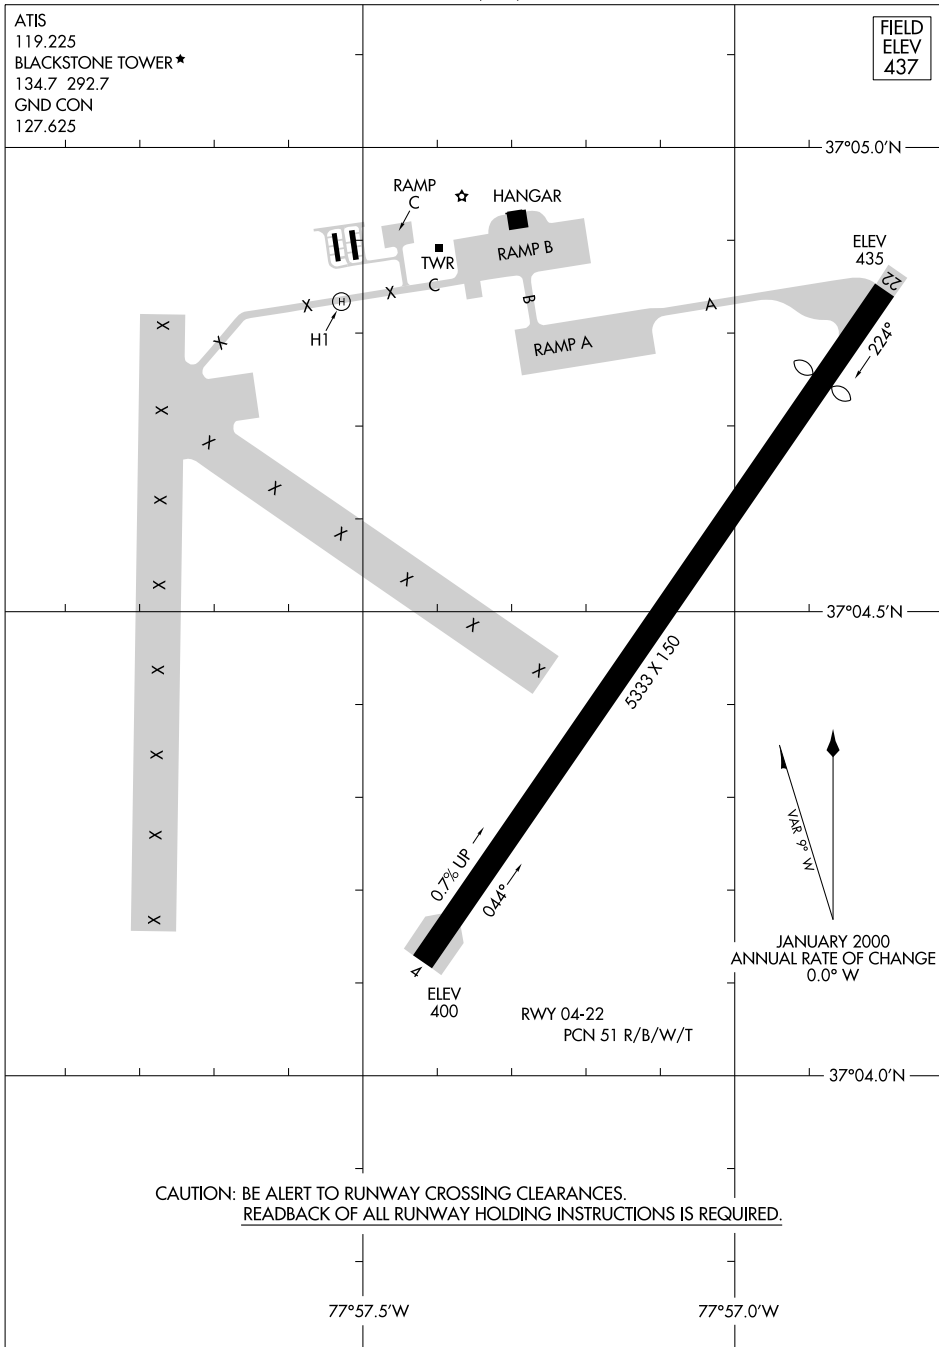 ATIS
119.225
BLACKSTONE TOWER★
134.7 292.7
GND CON
127.625
FIELD
ELEV
437
37°05.0'N
RAMP
C
HANGAR
RAMP B
TWR
ELEV
435
22
X
H
X
C
B
A
H1
X
X
RAMP A
224°
X
X
X
X
X
X
X
X
37°04.5'N
X
X
X
5333 X 150
X
VAR 9° W
X
0.7% UP
044°
X
JANUARY 2000
ANNUAL RATE OF CHANGE
0.0° W
4
ELEV
400
RWY 04-22
PCN 51 R/B/W/T
37°04.0'N
CAUTION: BE ALERT TO RUNWAY CROSSING CLEARANCES.
READBACK OF ALL RUNWAY HOLDING INSTRUCTIONS IS REQUIRED.
77°57.5'W
77°57.0'W